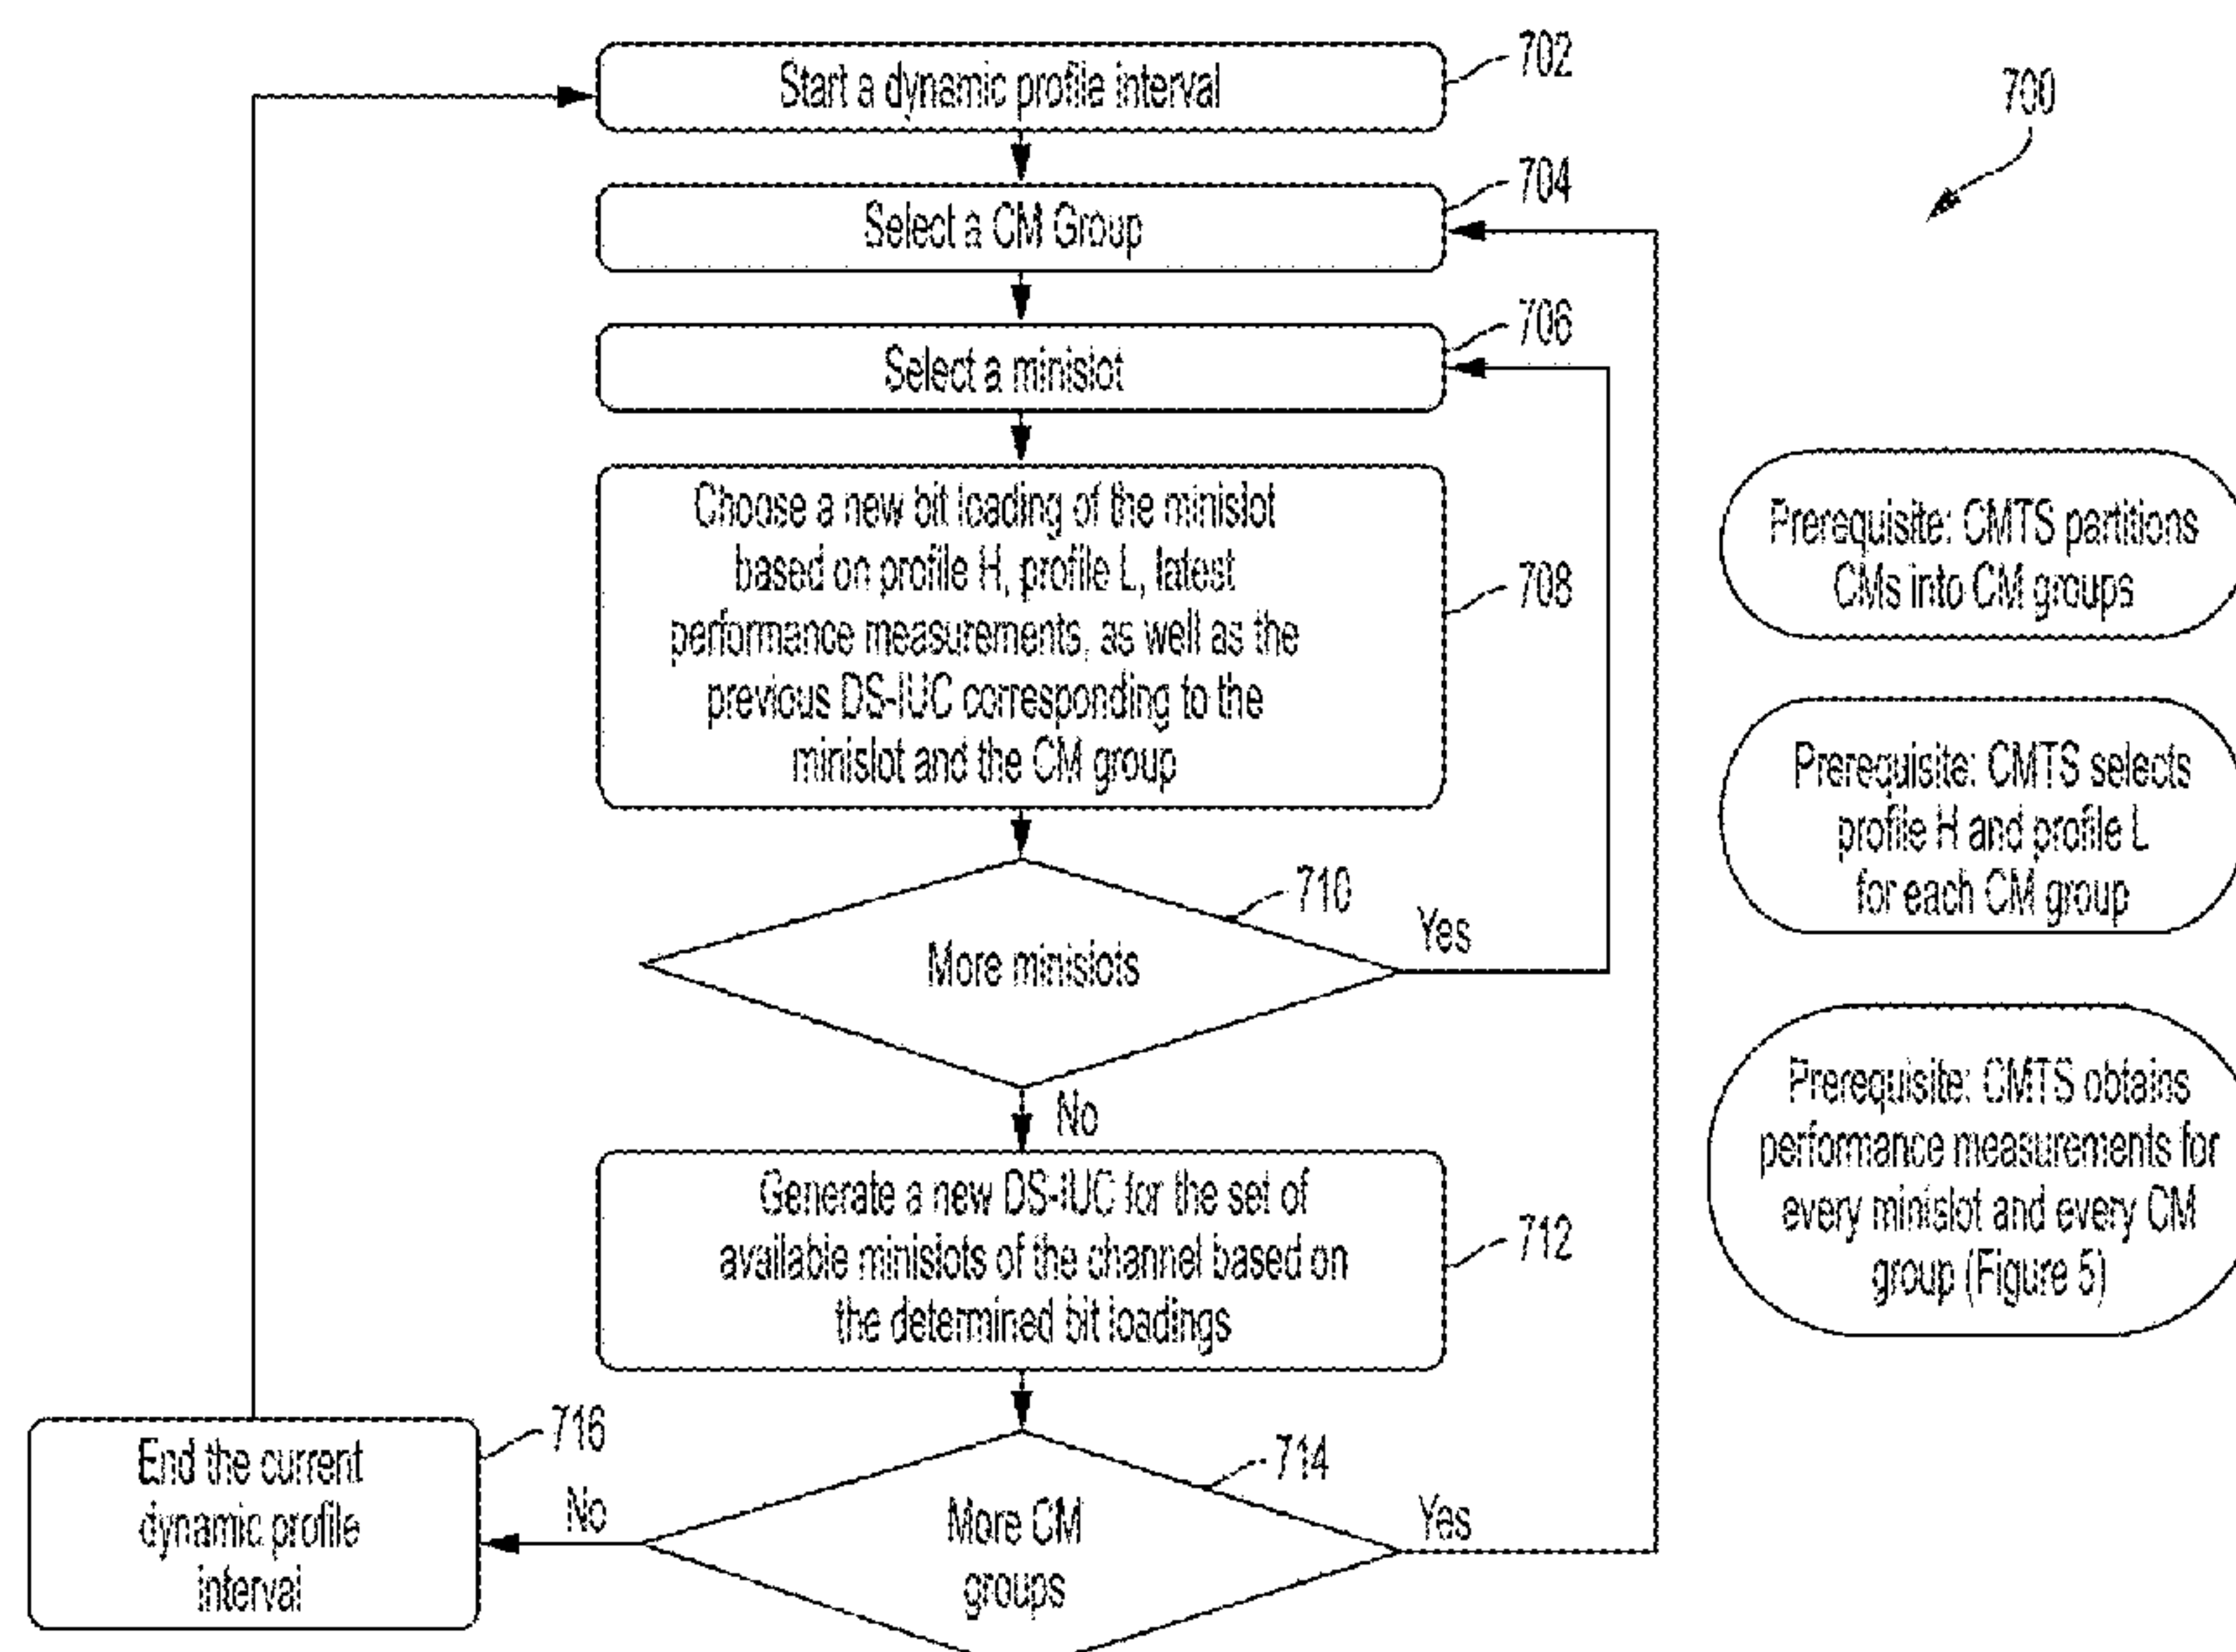 Start a dynamic profile interval
702
700
Select a CM Group
704
Select a minislot
706
Choose a new bit loading of the minislot
based on profile H, profile L, latest
performance measurements, as well as the
previous DS-IUC corresponding to the
minislot and the CM group
708
More minislots
710
Yes
No
Generate a new DS-IUC for the set of
available minislots of the channel based on
the determined bit loadings
712
More CM
groups
714
Yes
No
End the current
dynamic profile
interval
716
Prerequisite: CMTS partitions
CMs into CM groups
Prerequisite: CMTS selects
profile H and profile L
for each CM group
Prerequisite: CMTS obtains
performance measurements for
every minislot and every CM
group (Figure 5)